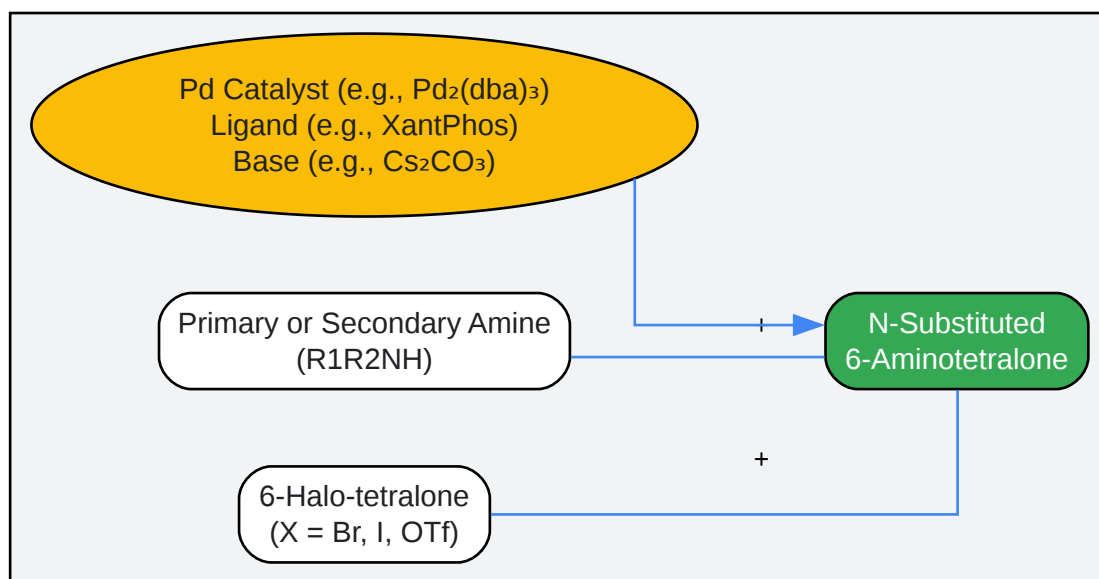 Pd Catalyst (e.g., Pd₂(dba)₃)
Ligand (e.g., XantPhos)
Base (e.g., Cs₂CO₃)
Primary or Secondary Amine
(R1R2NH)
+
N-Substituted
6-Aminotetralone
+
6-Halo-tetralone
(X = Br, I, OTf)